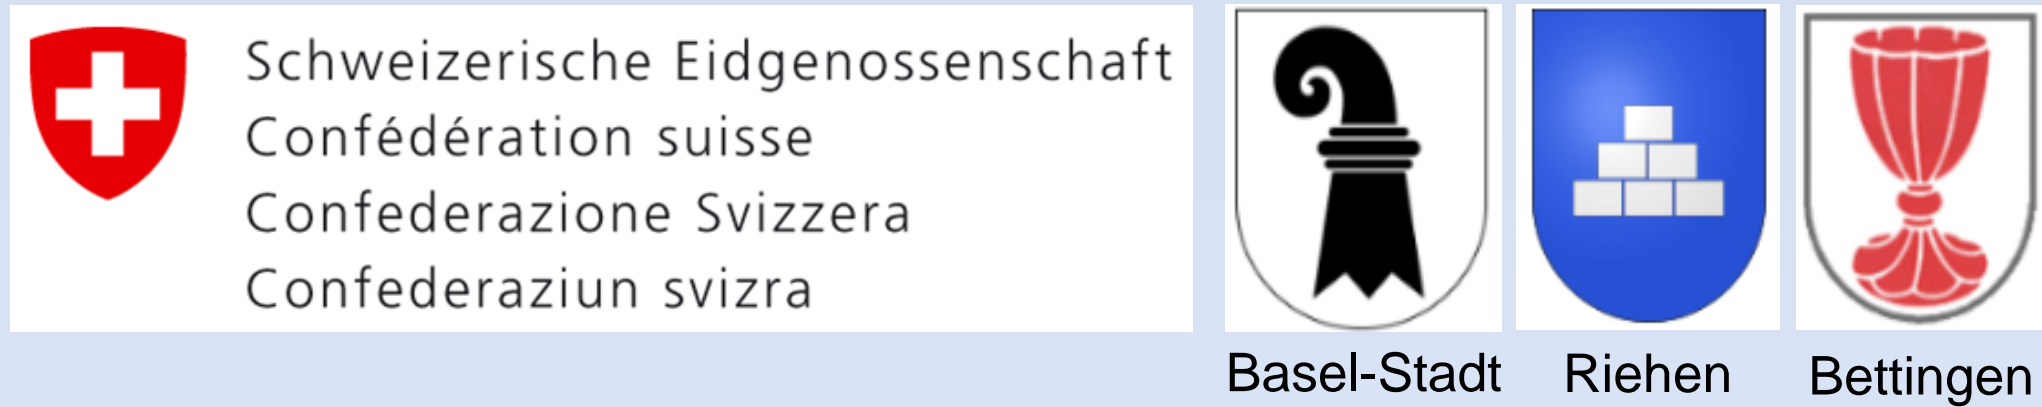 Schweizerische Eidgenossenschaft
Confédération suisse
Confederazione Svizzera
Confederaziun svizra
Basel-Stadt Riehen Bettingen